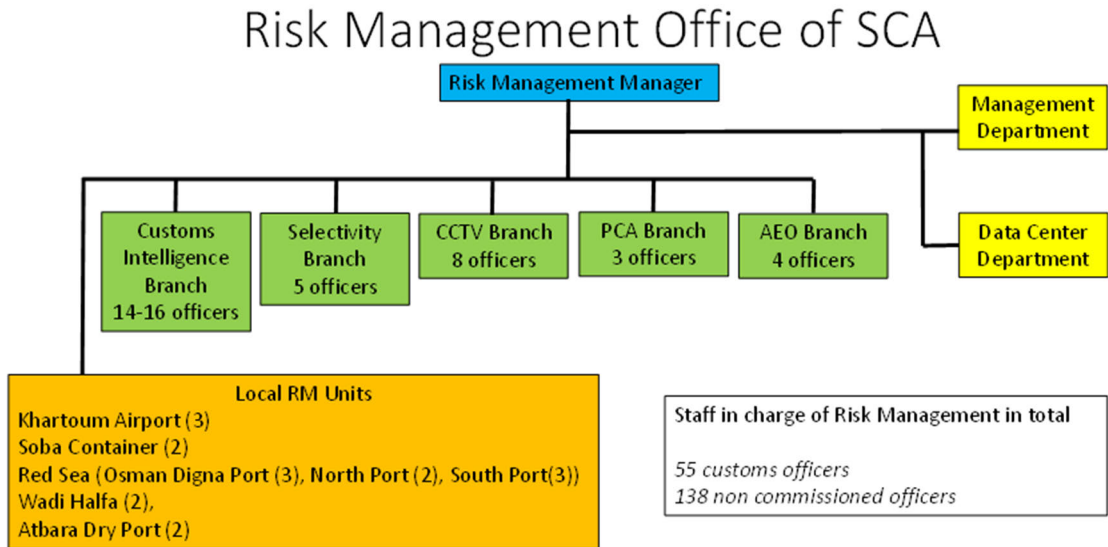 Risk Management Office of SCA
Risk Management Manager
Management
Department
Customs
Intelligence
Branch
14-16 officers
Selectivity
Branch
5 officers
CCTV Branch
8 officers
PCA Branch
3 officers
AEO Branch
4 officers
Data Center
Department
Local RM Units
Khartoum Airport (3)
Soba Container (2)
Red Sea (Osman Digna Port (3), North Port (2), South Port(3))
Wadi Halfa (2),
Atbara Dry Port (2)
Staff in charge of Risk Management in total
55 customs officers
138 non commissioned officers